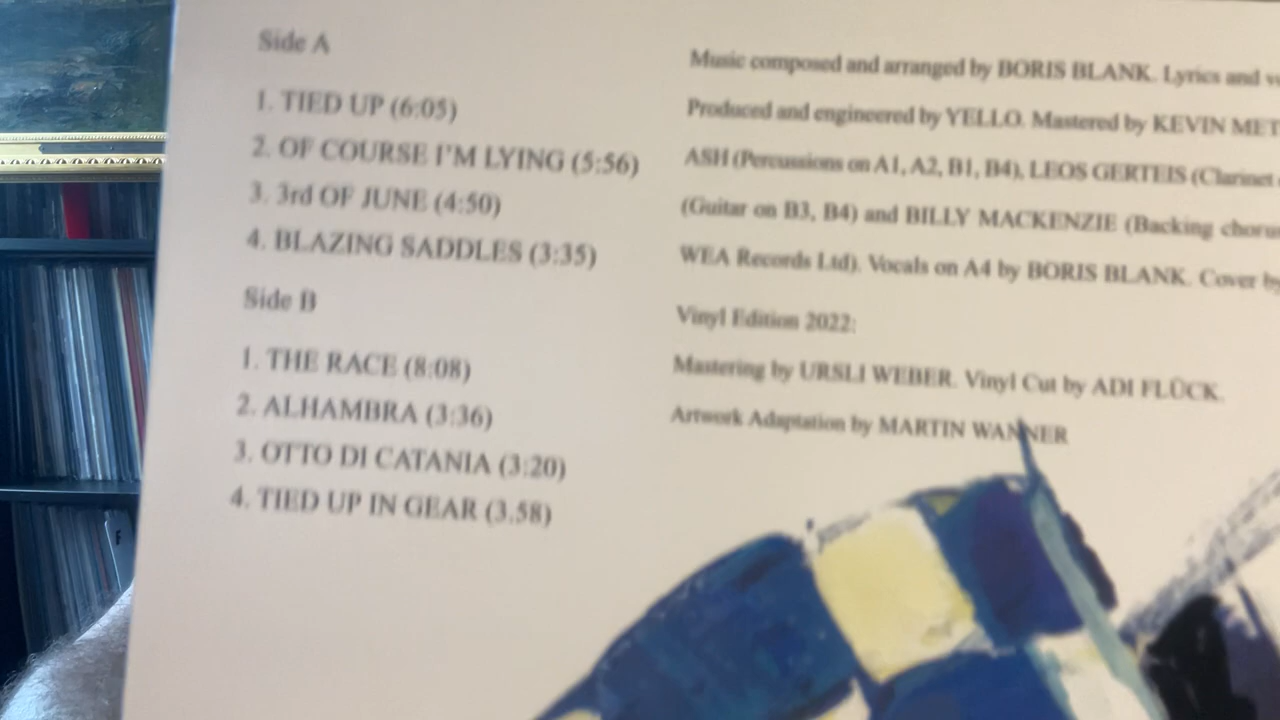 Side A
1. TIED UP (6:05)
2. OF COURSE I'M LYING (5:56)
3. 3rd OF JUNE (4:50)
4. BLAZING SADDLES (3:35)
Side B
1. THE RACE (8:08)
2. ALHAMBRA (3:36)
3. OTTO DI CATANIA (3:20)
4. TIED UP IN GEAR (3.58)
Music composed and arranged by BORIS BLANK. Lyrics and
Produced and engineered by YELLO. Mastered by KEVIN MET
ASH (Percussions on A1, A2, B1, B4), LEOS GERTEIS (Clarinet
(Guitar on B3, B4) and BILLY MACKENZIE (Backing chorus
WEA Records Ltd). Vocals on A4 by BORIS BLANK. Cover by
Vinyl Edition 2022:
Mastering by URSLI WEBER. Vinyl Cut by ADI FLÜCK.
Artwork Adaptation by MARTIN WANNER
F